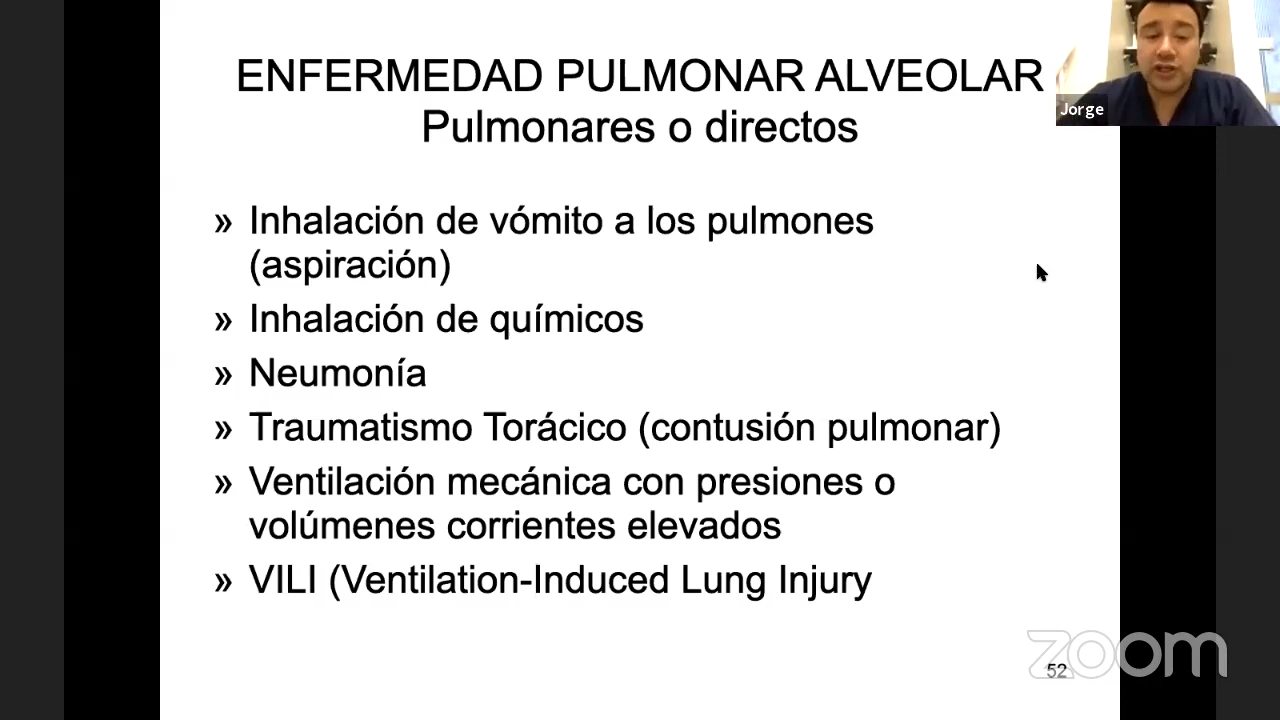 ENFERMEDAD PULMONAR ALVEOLAR
Pulmonares o directos
Jorge
» Inhalación de vómito a los pulmones
(aspiración)
» Inhalación de químicos
» Neumonía
» Traumatismo Torácico (contusión pulmonar)
» Ventilación mecánica con presiones o
volúmenes corrientes elevados
» VILI (Ventilation-Induced Lung Injury
zoom
52